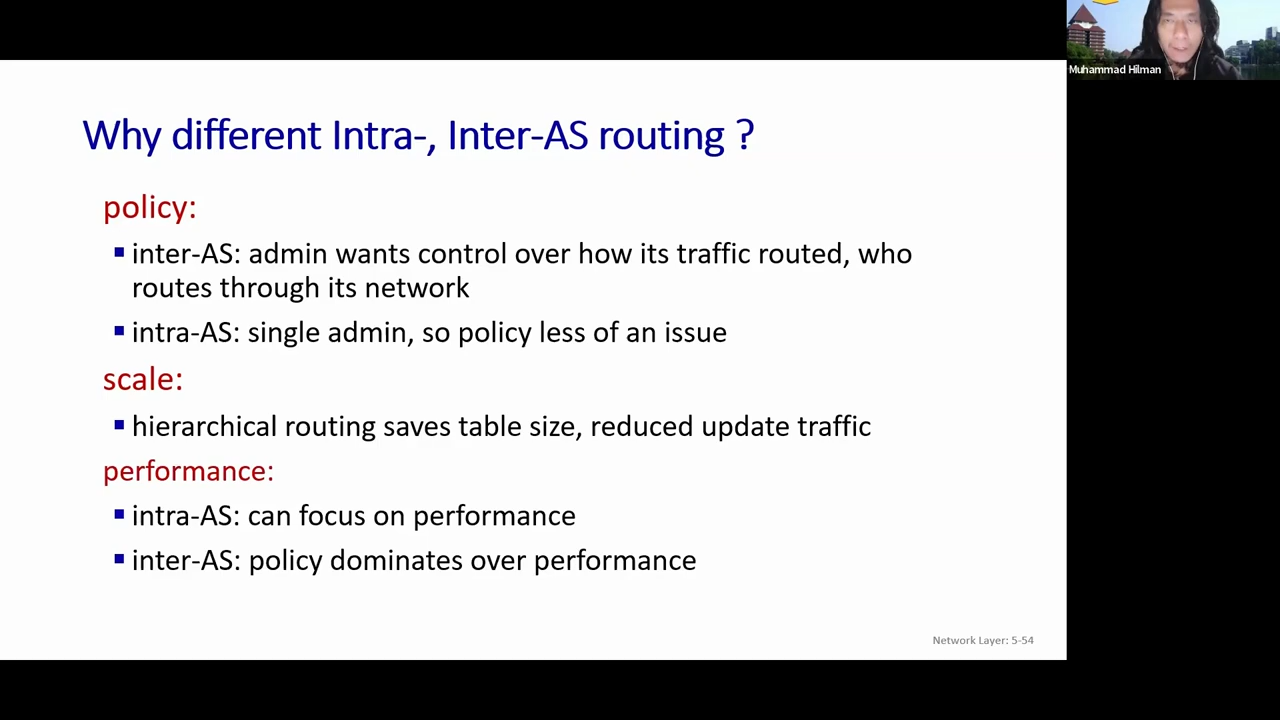 Muhammad Hilman
Why different Intra-, Inter-AS routing ?
policy:
▪ inter-AS: admin wants control over how its traffic routed, who
routes through its network
▪ intra-AS: single admin, so policy less of an issue
scale:
▪ hierarchical routing saves table size, reduced update traffic
performance:
▪ intra-AS: can focus on performance
▪ inter-AS: policy dominates over performance
Network Layer: 5-54